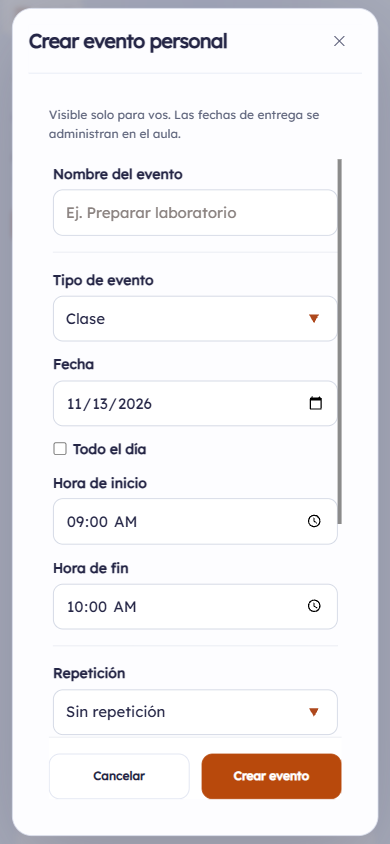 Crear evento personal
Visible solo para vos. Las fechas de entrega se
administran en el aula.
Nombre del evento
Ej. Preparar laboratorio
Tipo de evento
Clase
Fecha
11/13/2026
Todo el día
Hora de inicio
09:00 AM
Hora de fin
10:00 AM
Repetición
Sin repetición
Cancelar
Crear evento